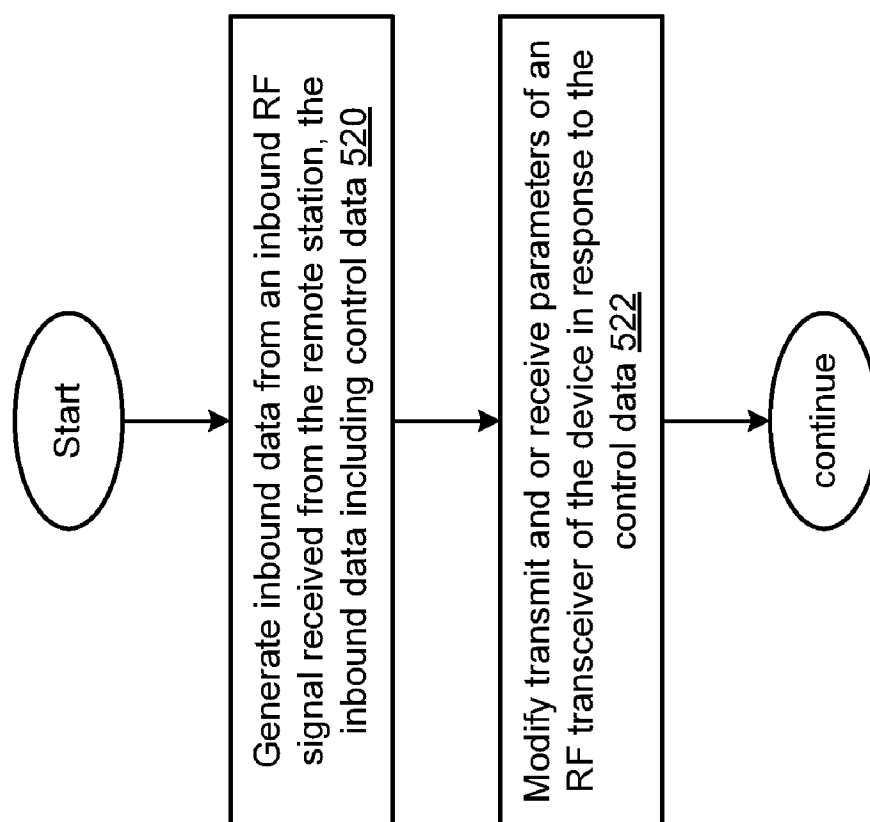 Start
Generate inbound data from an inbound RF
signal received from the remote station, the
inbound data including control data 520
Modify transmit and or receive parameters of an
RF transceiver of the device in response to the
control data 522
continue